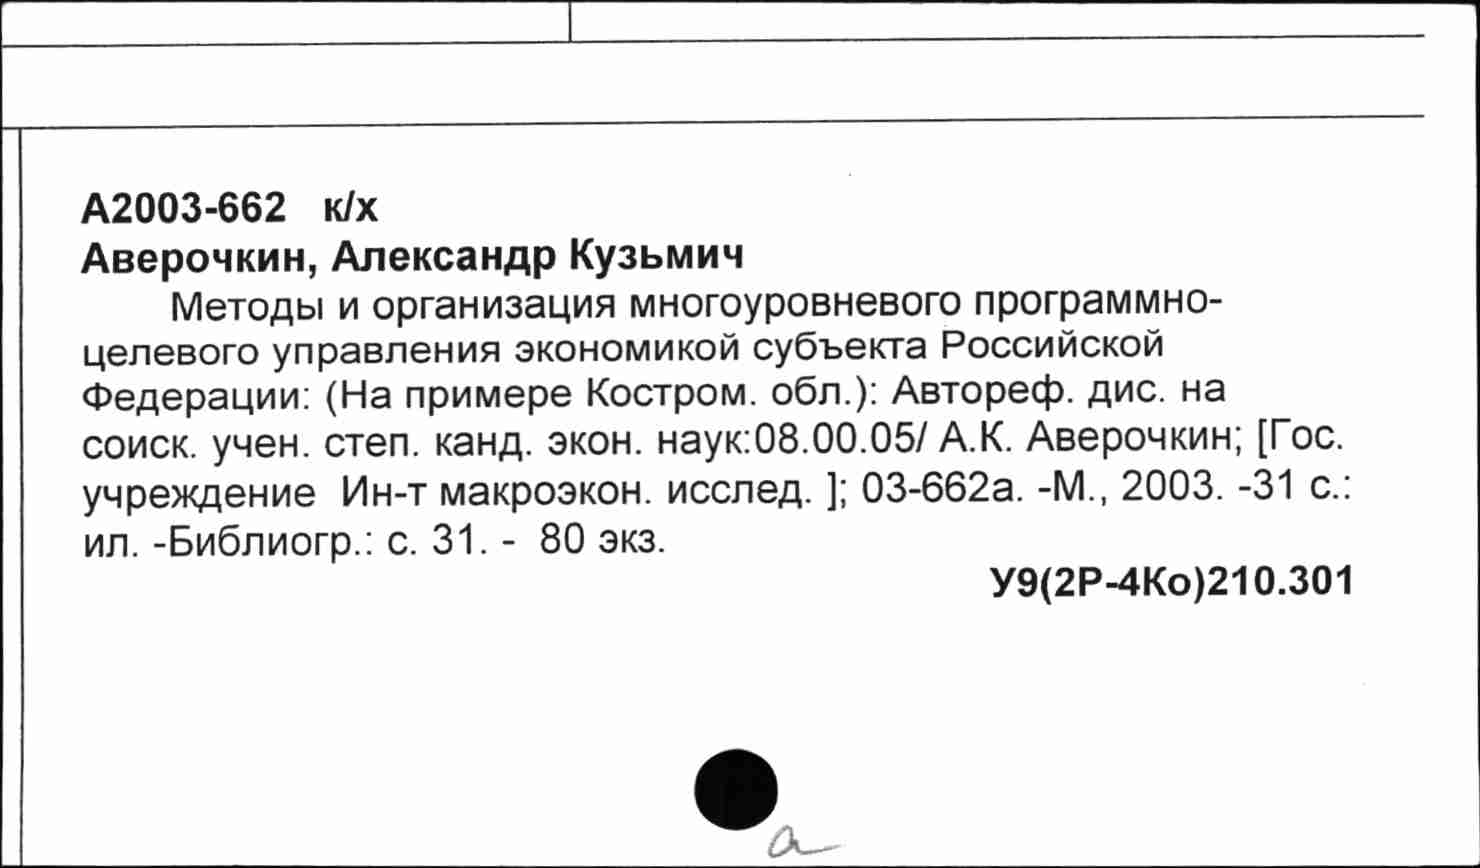 А2003-662 к/х
Аверочкин, Александр Кузьмич
Методы и организация многоуровневого программно-
целевого управления экономикой субъекта Российской
Федерации: (На примере Костром. обл.): Автореф. дис. на
соиск. учен. степ. канд. экон. наук:08.00.05/ А.К. Аверочкин; [Гос.
учреждение Ин-т макроэкон. исслед. ]; 03-662а. -М., 2003. -31 с.:
ил. -Библиогр.: с. 31. - 80 экз.
У9(2Р-4Ко)210.301
а